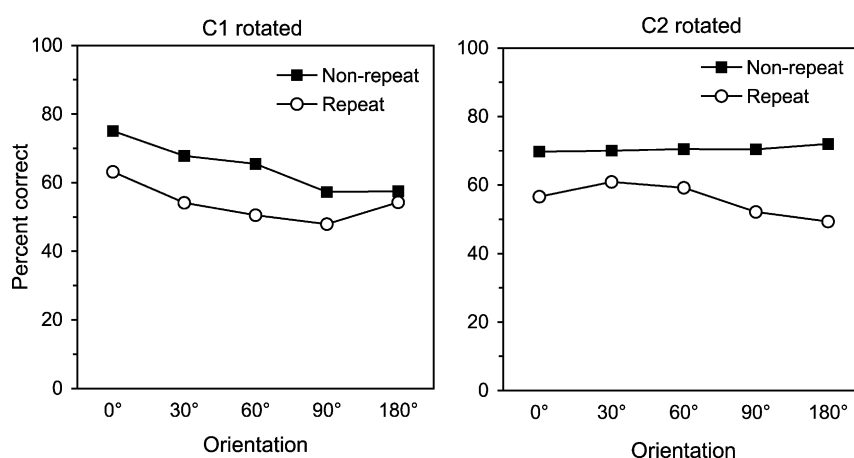 C1 rotated
Non-repeat
Repeat
Percent correct
100
80
60
40
20
0
0° 30° 60° 90° 180°
Orientation
C2 rotated
Non-repeat
Repeat
100
80
60
40
20
0
0° 30° 60° 90° 180°
Orientation